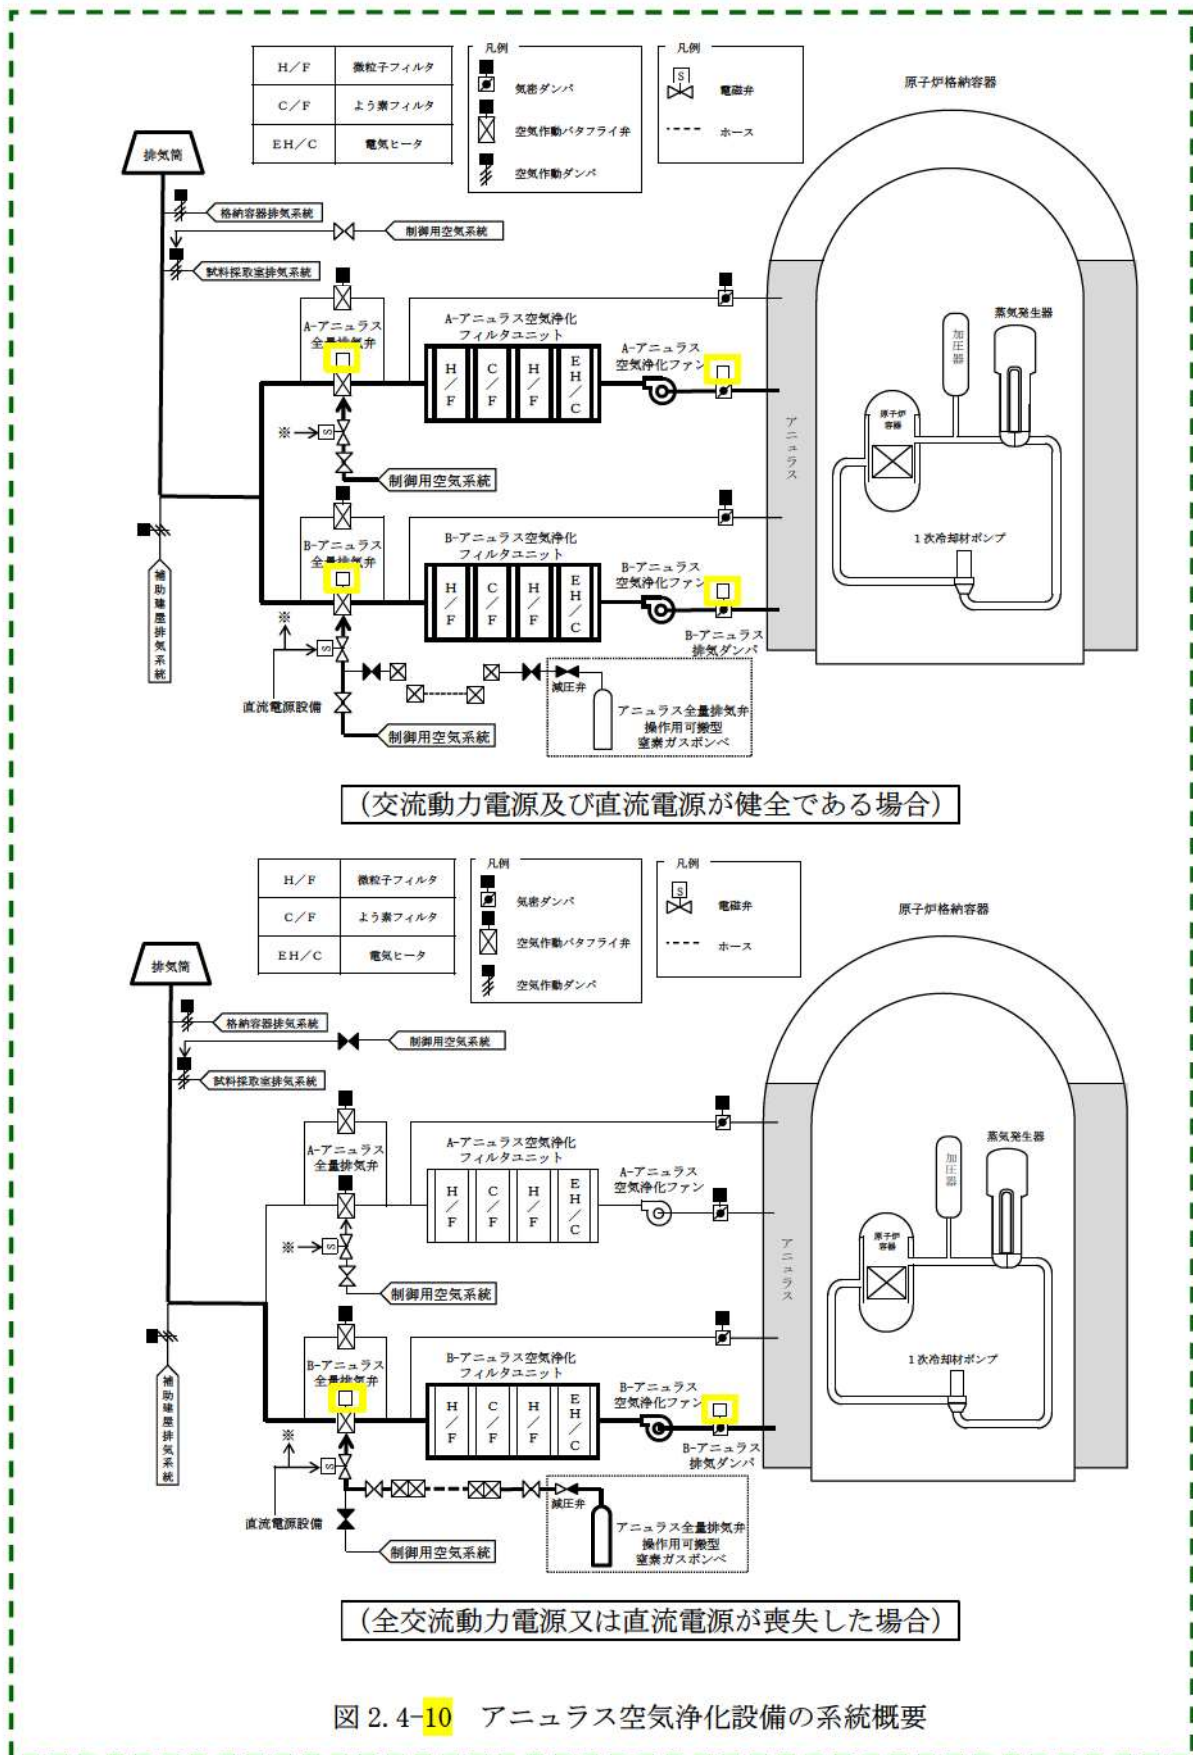 H/F 微粒子フィルタ
C/F よう素フィルタ
EH/C 電気ヒータ
凡例
気密ダンパ
空気作動バタフライ弁
空気作動ダンパ
凡例
S
電磁弁
ホース
原子炉格納容器
排気筒
格納容器排気系統
制御用空気系統
試料採取室排気系統
A-アニュラス
全量排気弁
A-アニュラス空気浄化
フィルタユニット
H/F
C/F
H/F
EH/C
A-アニュラス
空気浄化ファン
蒸気発生器
加圧器
原子炉
容器
アニュラス
1次冷却材ポンプ
※
S
制御用空気系統
B-アニュラス
全量排気弁
B-アニュラス空気浄化
フィルタユニット
H/F
C/F
H/F
EH/C
B-アニュラス
空気浄化ファン
B-アニュラス
排気ダンパ
補助建屋排気系統
※
S
直流電源設備
制御用空気系統
減圧弁
アニュラス全量排気弁
操作用可搬型
窒素ガスボンベ
(交流動力電源及び直流電源が健全である場合)
H/F 微粒子フィルタ
C/F よう素フィルタ
EH/C 電気ヒータ
凡例
気密ダンパ
空気作動バタフライ弁
空気作動ダンパ
凡例
S
電磁弁
ホース
原子炉格納容器
排気筒
格納容器排気系統
制御用空気系統
試料採取室排気系統
A-アニュラス
全量排気弁
A-アニュラス空気浄化
フィルタユニット
H/F
C/F
H/F
EH/C
A-アニュラス
空気浄化ファン
蒸気発生器
加圧器
原子炉
容器
アニュラス
1次冷却材ポンプ
※
S
制御用空気系統
B-アニュラス
全量排気弁
B-アニュラス空気浄化
フィルタユニット
H/F
C/F
H/F
EH/C
B-アニュラス
空気浄化ファン
B-アニュラス
排気ダンパ
補助建屋排気系統
※
S
直流電源設備
制御用空気系統
減圧弁
アニュラス全量排気弁
操作用可搬型
窒素ガスボンベ
(全交流動力電源又は直流電源が喪失した場合)
図 2.4-10 アニュラス空気浄化設備の系統概要